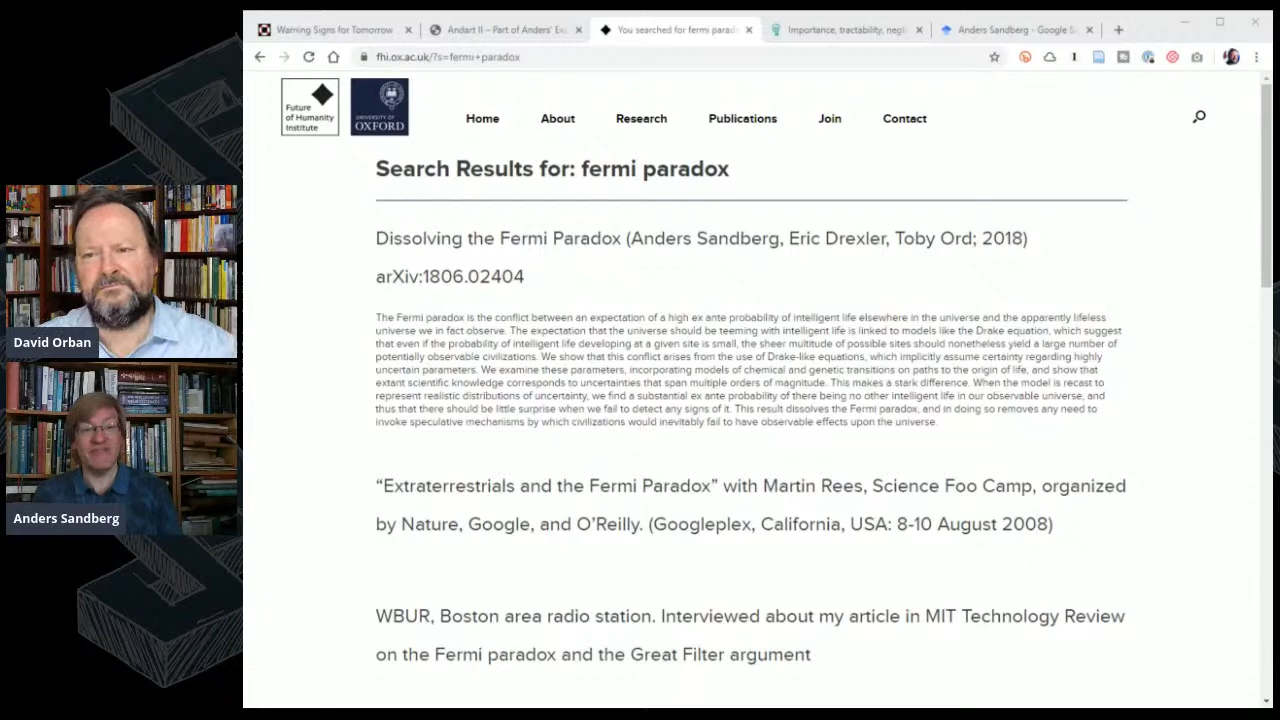 Warning Signs for Tomorrow
Andart II – Part of Anders' Ex
You searched for fermi parad
Importance, tractability, negl
Anders Sandberg - Google S
fhi.ox.ac.uk/?s=fermi+paradox
Future
of Humanity
Institute
UNIVERSITY OF
OXFORD
Home
About
Research
Publications
Join
Contact
Search Results for: fermi paradox
Dissolving the Fermi Paradox (Anders Sandberg, Eric Drexler, Toby Ord; 2018)
arXiv:1806.02404
The Fermi paradox is the conflict between an expectation of a high ex ante probability of intelligent life elsewhere in the universe and the apparently lifeless
universe we in fact observe. The expectation that the universe should be teeming with intelligent life is linked to models like the Drake equation, which suggest
that even if the probability of intelligent life developing at a given site is small, the sheer multitude of possible sites should nonetheless yield a large number of
potentially observable civilizations. We show that this conflict arises from the use of Drake-like equations, which implicitly assume certainty regarding highly
uncertain parameters. We examine these parameters, incorporating models of chemical and genetic transitions on paths to the origin of life, and show that
extant scientific knowledge corresponds to uncertainties that span multiple orders of magnitude. This makes a stark difference. When the model is recast to
represent realistic distributions of uncertainty, we find a substantial ex ante probability of there being no other intelligent life in our observable universe, and
thus that there should be little surprise when we fail to detect any signs of it. This result dissolves the Fermi paradox, and in doing so removes any need to
invoke speculative mechanisms by which civilizations would inevitably fail to have observable effects upon the universe.
“Extraterrestrials and the Fermi Paradox” with Martin Rees, Science Foo Camp, organized
by Nature, Google, and O’Reilly. (Googleplex, California, USA: 8-10 August 2008)
WBUR, Boston area radio station. Interviewed about my article in MIT Technology Review
on the Fermi paradox and the Great Filter argument
David Orban
Anders Sandberg